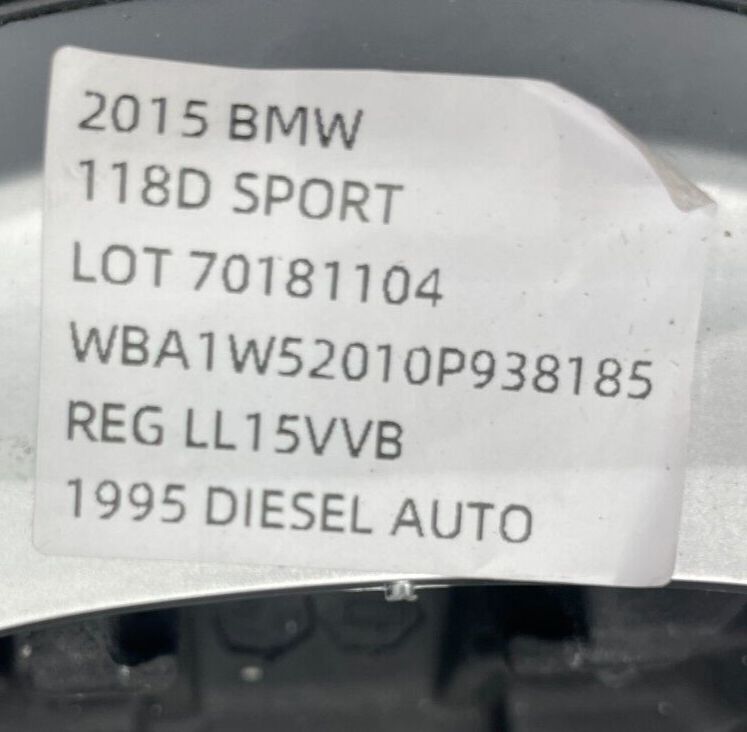 2015 BMW
118D SPORT
LOT 70181104
WBA1W52010P938185
REG LL15VVB
1995 DIESEL AUTO